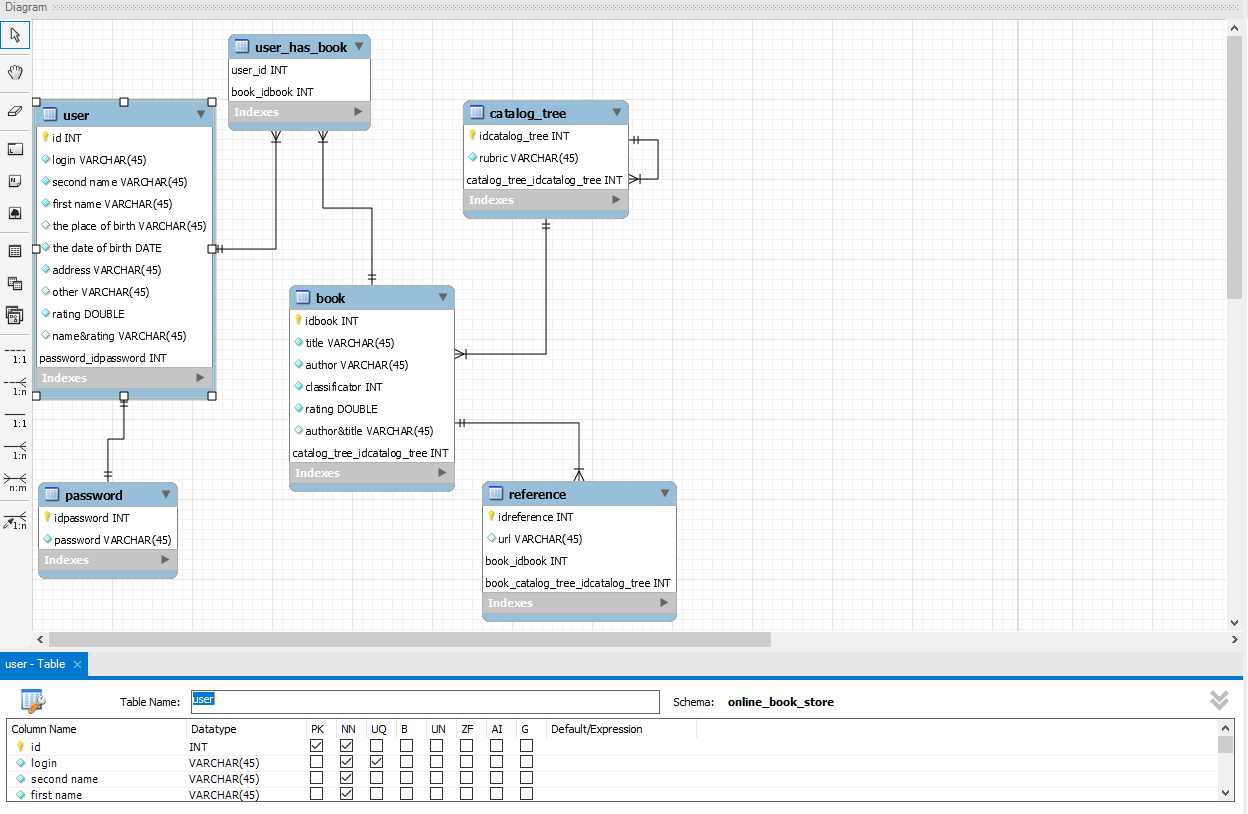 Diagram
user_has_book
user_id INT
book_idbook INT
Indexes
user
id INT
login VARCHAR(45)
second name VARCHAR(45)
first name VARCHAR(45)
the place of birth VARCHAR(45)
the date of birth DATE
address VARCHAR(45)
other VARCHAR(45)
rating DOUBLE
name&rating VARCHAR(45)
password_idpassword INT
Indexes
catalog_tree
idcatalog_tree INT
rubric VARCHAR(45)
catalog_tree_idcatalog_tree INT
Indexes
book
idbook INT
title VARCHAR(45)
author VARCHAR(45)
classificator INT
rating DOUBLE
author&title VARCHAR(45)
catalog_tree_idcatalog_tree INT
Indexes
password
idpassword INT
password VARCHAR(45)
Indexes
reference
idreference INT
url VARCHAR(45)
book_idbook INT
book_catalog_tree_idcatalog_tree INT
Indexes
1:1
1:n
1:1
1:n
n:m
1:n
user - Table
Table Name: user Schema: online_book_store
Column Name Datatype PK NN UQ B UN ZF AI G Default/Expression
id INT
login VARCHAR(45)
second name VARCHAR(45)
first name VARCHAR(45)